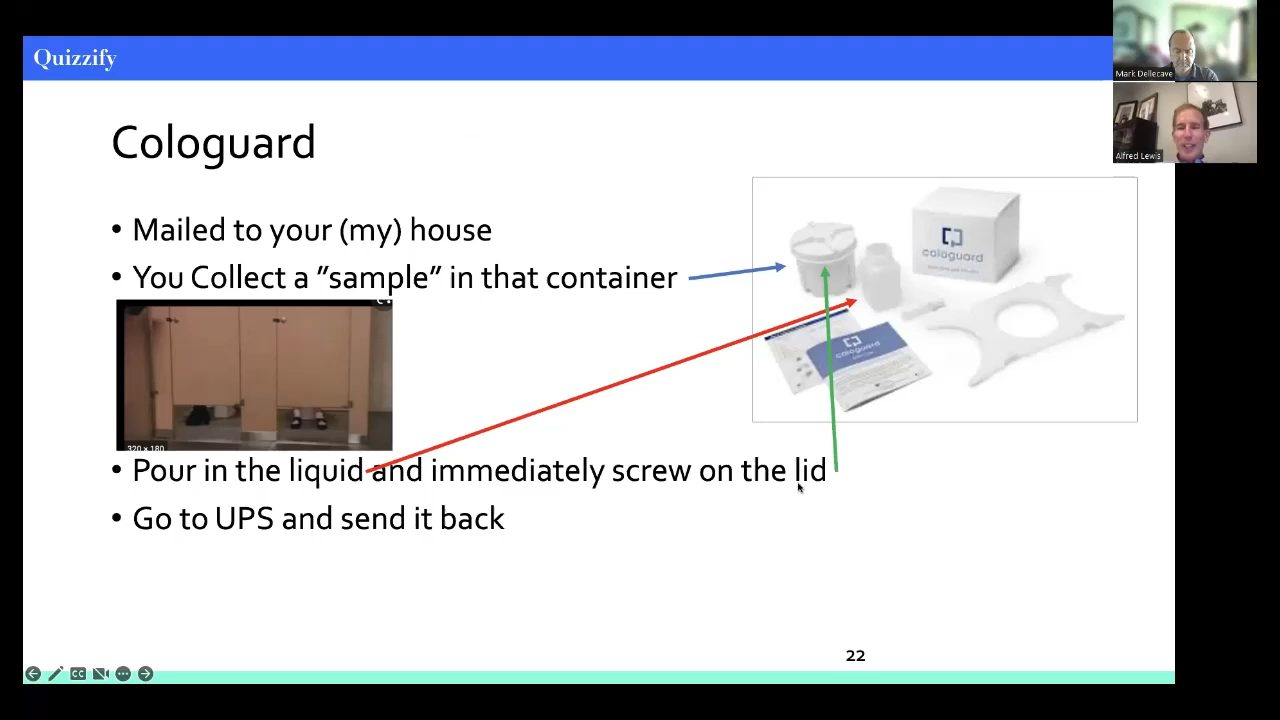 Quizzify
Mark Dellecave
Alfred Lewis
Cologuard
• Mailed to your (my) house
• You Collect a ”sample” in that container
cologuard
cologuard
320 × 180
• Pour in the liquid and immediately screw on the lid
• Go to UPS and send it back
22
CC